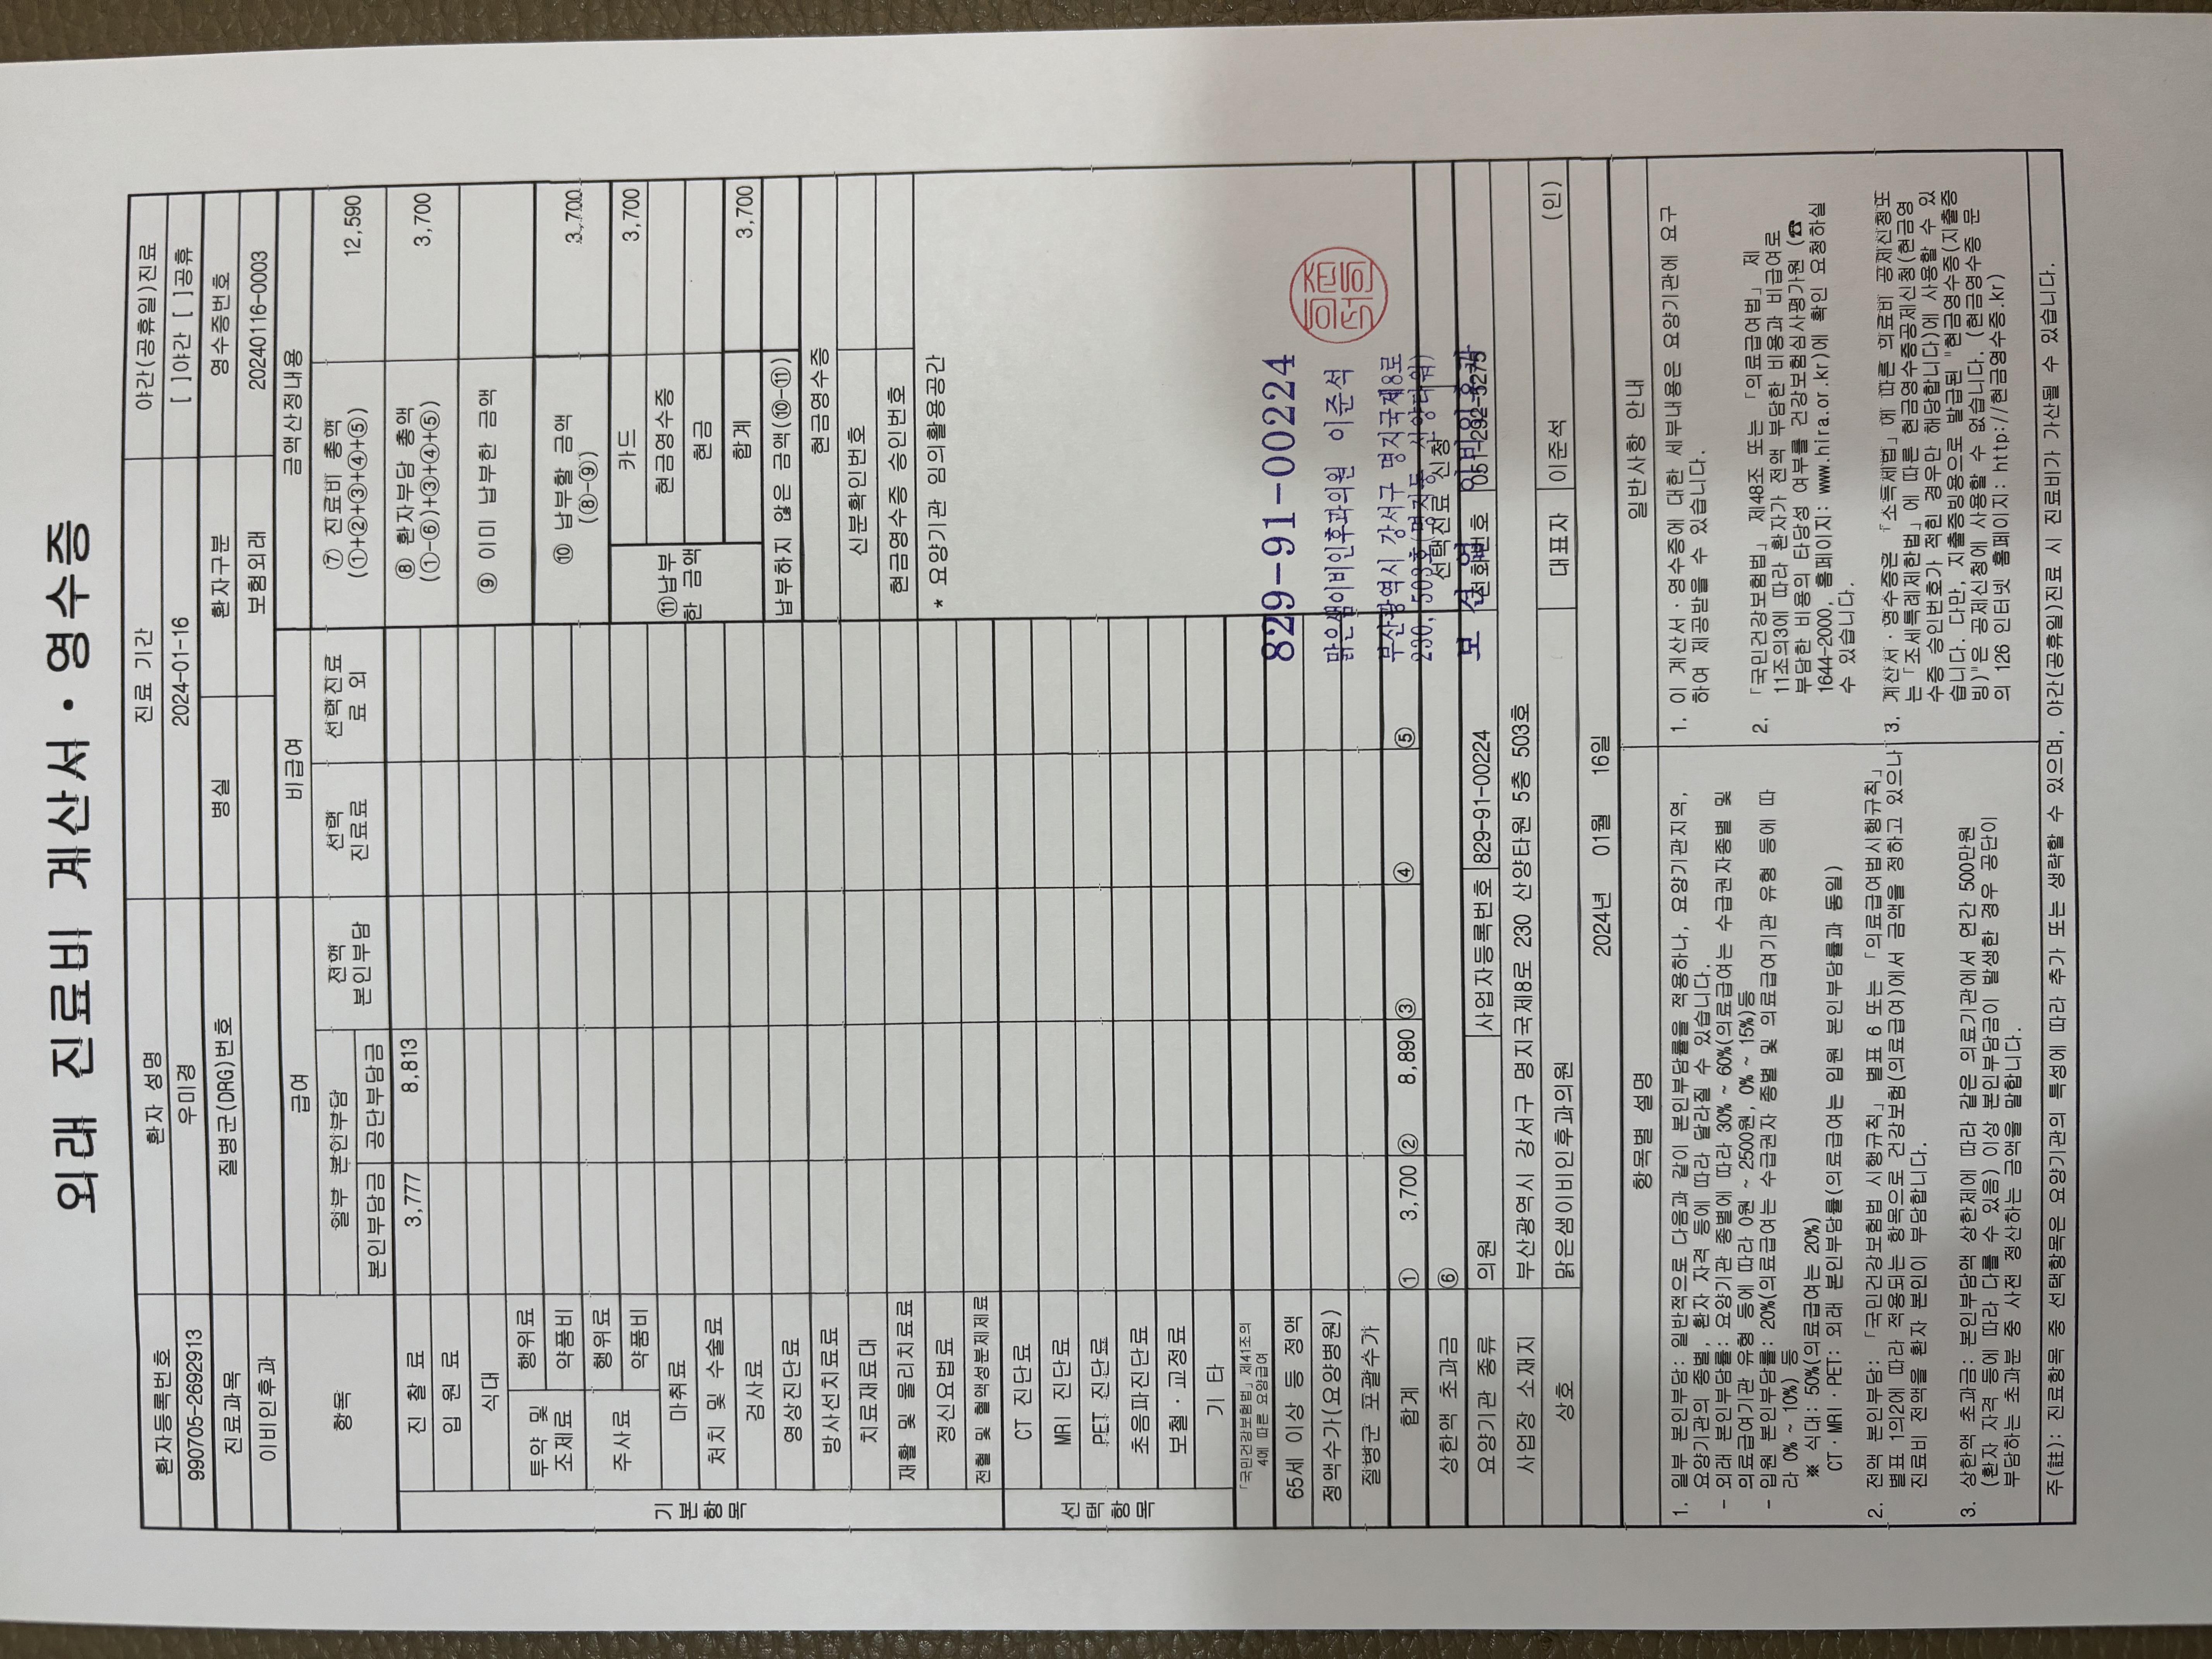 외래 진료비 계산서·영수증
환자등록번호 환자 성명 진료 기간 야간(공휴일)진료
990705-2692913 우미경 2024-01-16 [ ]야간 [ ]공휴
진료과목 질병군(DRG)번호 병실 환자구분 영수증번호
이비인후과 보험외래 20240116-0003
항목 급여 비급여 금액산정내용
일부 본인부담 전액 본인부담 선택 진료료 선택진료료 외
본인부담금 공단부담금
⑦ 진료비 총액 12,590
(①+②+③+④+⑤)
기본항목
진 찰 료 3,777 8,813
입 원 료
⑧ 환자부담 총액 3,700
(①-⑥)+③+④+⑤)
식대
⑨ 이미 납부한 금액
투약 및 조제료 행위료
약품비
⑩ 납부할 금액 3,700
(⑧-⑨)
주사료 행위료
약품비
⑪납부한 금액
카드 3,700
현금영수증
마취료
현금
처치 및 수술료
합계 3,700
검사료
납부하지 않은 금액(⑩-⑪)
영상진단료
현금영수증
방사선치료료
신분확인번호
치료재료대
현금영수증 승인번호
재활 및 물리치료료
* 요양기관 임의활용공간
정신요법료
전혈 및 혈액성분제제료
선택항목
CT 진단료
MRI 진단료
PET 진단료
초음파진단료
보철·교정료
기 타
「국민건강보험법」 제41조의
4에 따른 요양급여
65세 이상 등 정액
정액수가(요양병원)
질병군 포괄수가
829-91-00224
맑은샘이비인후과의원 이준석
부산광역시 강서구 명지국제8로
합계 ① 3,700 ② 8,890 ③ ④ ⑤
상한액 초과금 ⑥ 선택진료 신청
요양기관 종류 의원 사업자등록번호 829-91-00224 전화번호
사업장 소재지 부산광역시 강서구 명지국제8로 230 산양타원 5층 503호
상호 맑은샘이비인후과의원 대표자 이준석 (인)
2024년 01월 16일
항목별 설명
1. 일부 본인부담: 일반적으로 다음과 같이 본인부담률을 적용하나, 요양기관지역,
요양기관의 종별, 환자 자격 등에 따라 달라질 수 있습니다.
- 외래 본인부담률: 요양기관 종별에 따라 30% ~ 60%(의료급여는 수급권자종별 및
의료급여기관 유형 등에 따라 0원 ~ 2500원, 0% ~ 15%)등
- 입원 본인부담률: 20%(의료급여는 수급권자 종별 및 의료급여기관 유형 등에 따
라 0% ~ 10%) 등
※ 식대: 50%(의료급여는 20%)
CT·MRI·PET: 외래 본인부담률(의료급여는 입원 본인부담률과 동일)
2. 전액 본인부담: 「국민건강보험법 시행규칙」 별표 6 또는 「의료급여법시행규칙」
별표 1의2에 따라 적용되는 항목으로 건강보험(의료급여)에서 금액을 정하고 있으나
진료비 전액을 환자 본인이 부담합니다.
3. 상한액 초과금: 본인부담액 상한제에 따라 같은 의료기관에서 연간 500만원
(환자 자격 등에 따라 다를 수 있음) 이상 본인부담금이 발생한 경우 공단이
부담하는 초과분 중 사전 정산하는 금액을 말합니다.
일반사항 안내
1. 이 계산서·영수증에 대한 세부내용은 요양기관에 요구
하여 제공받을 수 있습니다.
2. 「국민건강보험법」 제48조 또는 「의료급여법」 제
11조의3에 따라 환자가 전액 부담한 비용과 비급여로
부담한 비용의 타당성 여부를 건강보험심사평가원(☎
1644-2000, 홈페이지: www.hira.or.kr)에 확인 요청하실
수 있습니다.
3. 계산서·영수증은 「소득세법」에 따른 의료비 공제신청또
는「조세특례제한법」에 따른 현금영수증공제신청(현금영
수증 승인번호가 적힌 경우만 해당합니다)에 사용할 수 있
습니다. 다만, 지출증빙용으로 발급된 "현금영수증(지출증
빙)"은 공제신청에 사용할 수 없습니다. (현금영수증 문
의 126 인터넷 홈페이지: http://현금영수증.kr)
주(註): 진료항목 중 선택항목은 요양기관의 특성에 따라 추가 또는 생략할 수 있으며, 야간(공휴일)진료 시 진료비가 가산될 수 있습니다.